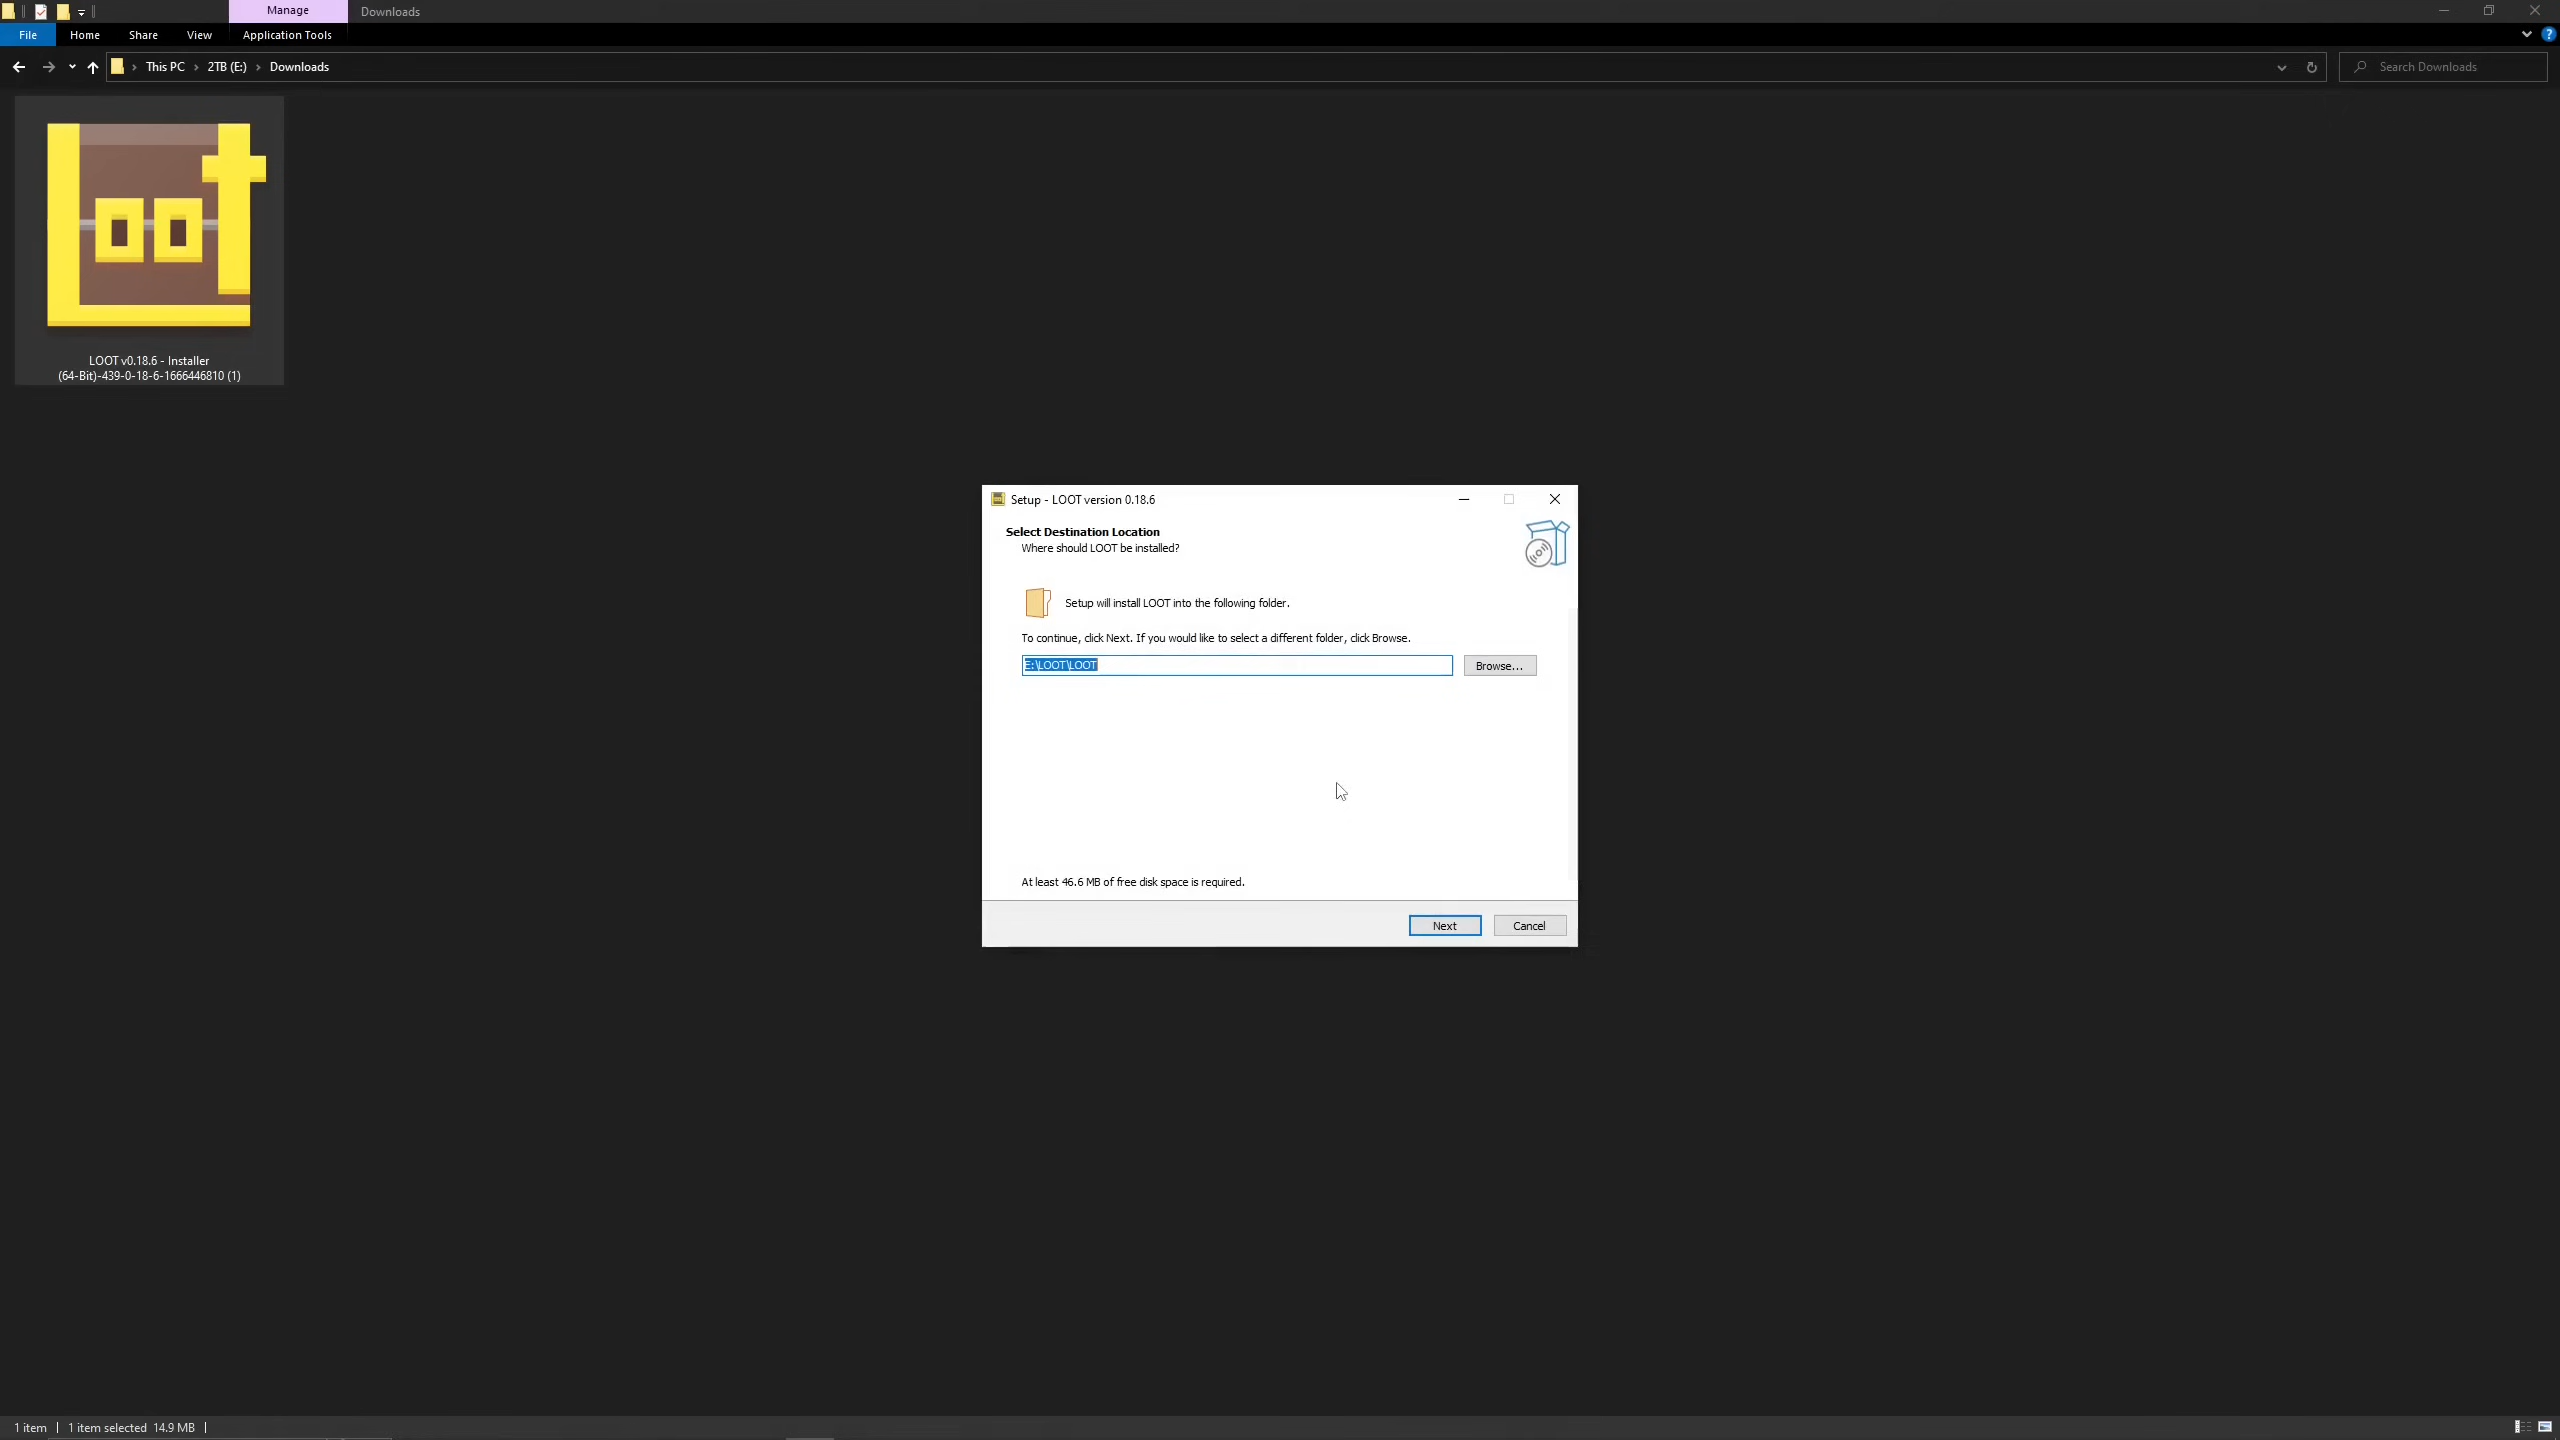 Manage
Downloads
File
Home
Share
View
Application Tools
This PC
2TB (E:)
Downloads
Search Downloads
Loot
LOOT v0.18.6 - Installer
(64-Bit)-439-0-18-6-1666446810 (1)
Setup - LOOT version 0.18.6
Select Destination Location
Where should LOOT be installed?
Setup will install LOOT into the following folder.
To continue, click Next. If you would like to select a different folder, click Browse.
E:\LOOT\LOOT
Browse...
At least 46.6 MB of free disk space is required.
Next
Cancel
1 item
1 item selected 14.9 MB